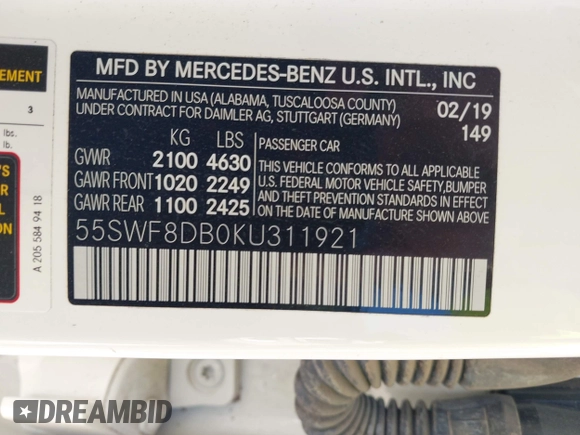 EMENT
3
lbs.
lb.
A 205 584 94 18
MFD BY MERCEDES-BENZ U.S. INTL., INC
MANUFACTURED IN USA (ALABAMA, TUSCALOOSA COUNTY)
UNDER CONTRACT FOR DAIMLER AG, STUTTGART (GERMANY)
02/19
149
KG LBS
GVWR 2100 4630
GAWR FRONT 1020 2249
GAWR REAR 1100 2425
PASSENGER CAR
THIS VEHICLE CONFORMS TO ALL APPLICABLE
U.S. FEDERAL MOTOR VEHICLE SAFETY, BUMPER
AND THEFT PREVENTION STANDARDS IN EFFECT
ON THE DATE OF MANUFACTURE SHOWN ABOVE.
55SWF8DB0KU311921
DREAMBID